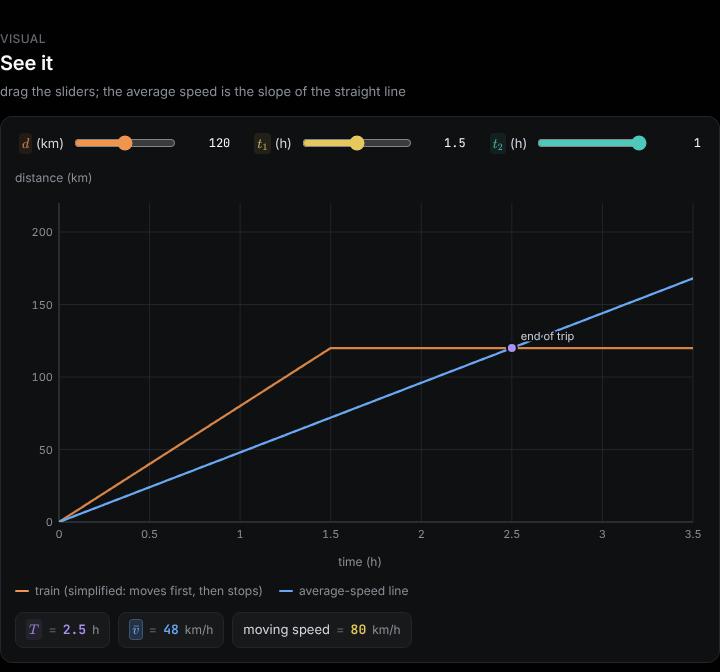 VISUAL
See it
drag the sliders; the average speed is the slope of the straight line
d (km) 120 t₁ (h) 1.5 t₂ (h) 1
distance (km)
200
150
end of trip
100
50
0
0 0.5 1 1.5 2 2.5 3 3.5
time (h)
train (simplified: moves first, then stops) average-speed line
T = 2.5 h v̄ = 48 km/h moving speed = 80 km/h